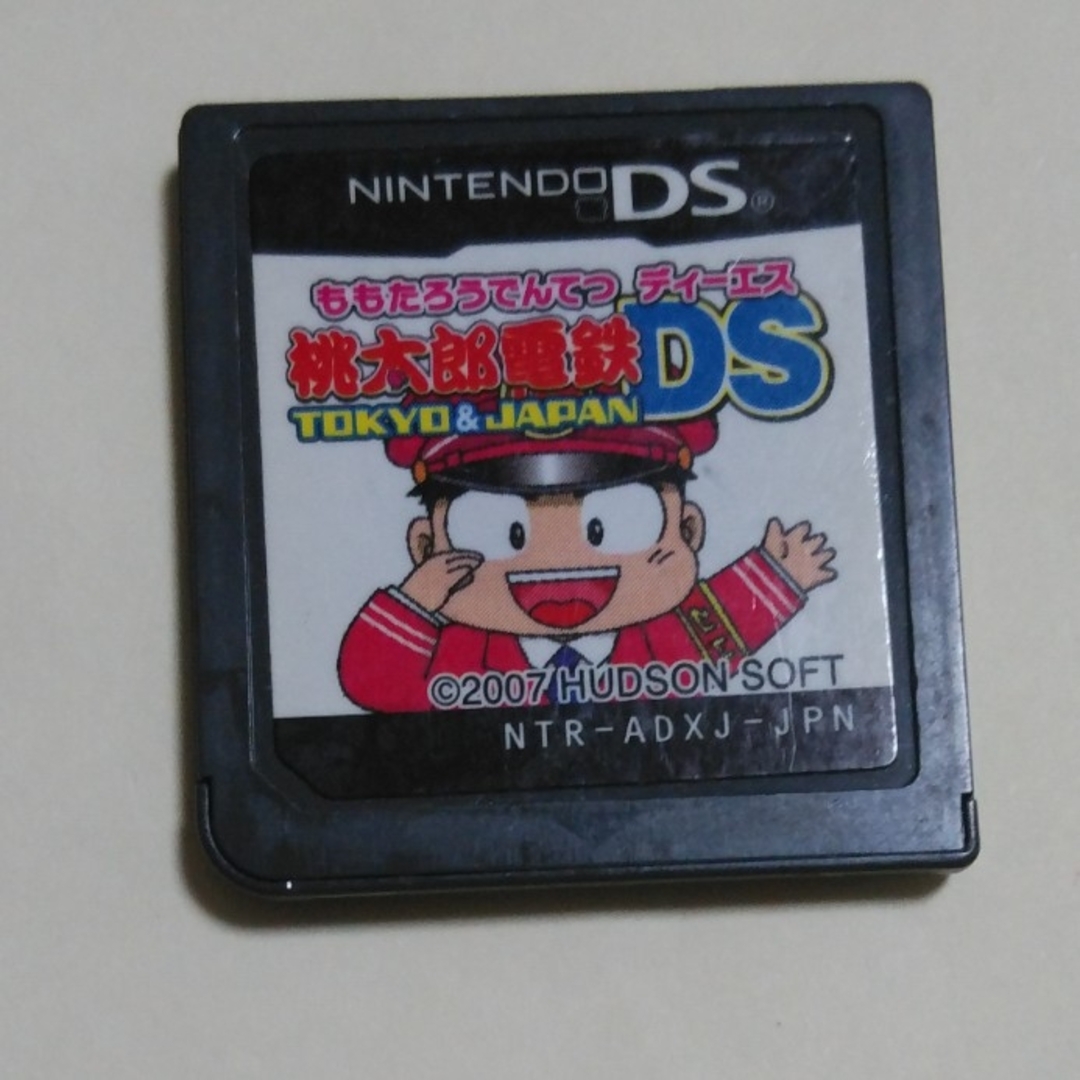 NINTENDO DS®
ももたろうでんてつ ディーエス
桃太郎電鉄DS
TOKYO & JAPAN
©2007 HUDSON SOFT
NTR-ADXJ-JPN